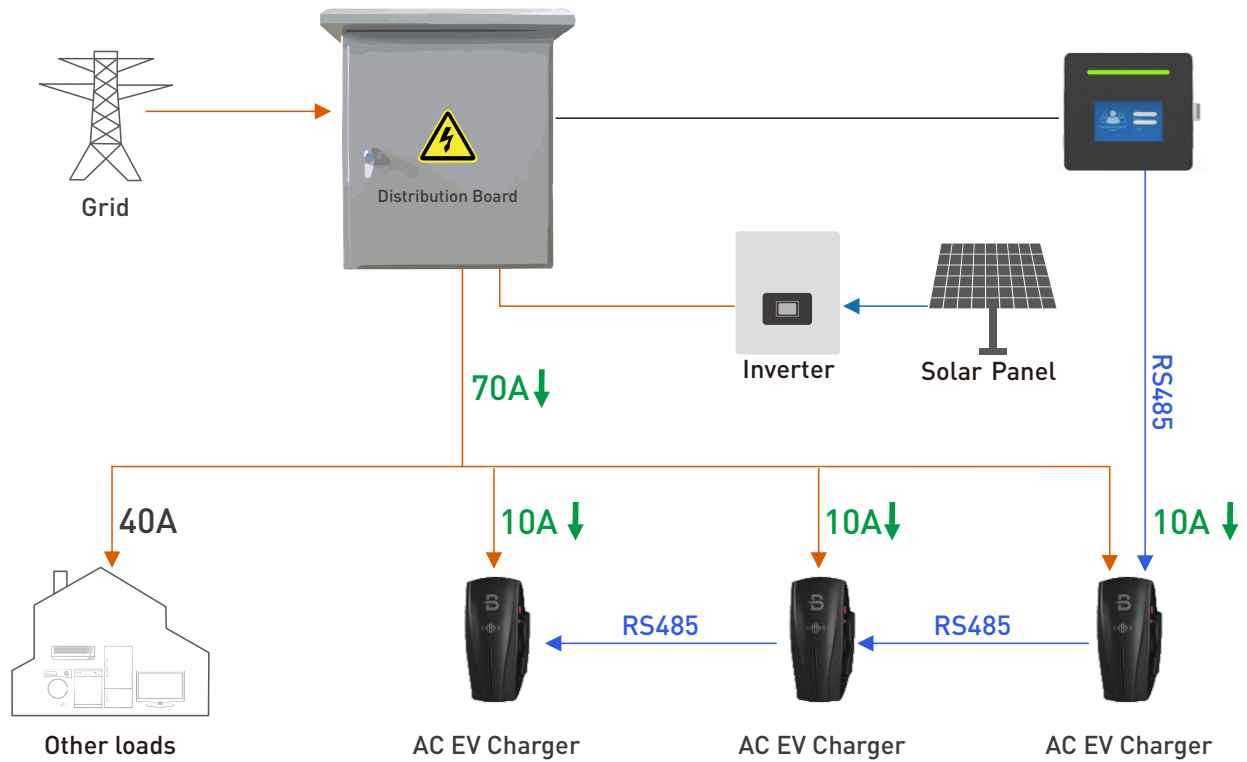 Grid
Distribution Board
Inverter
Solar Panel
70A
RS485
40A
10A
10A
10A
RS485
RS485
Other loads
AC EV Charger
AC EV Charger
AC EV Charger